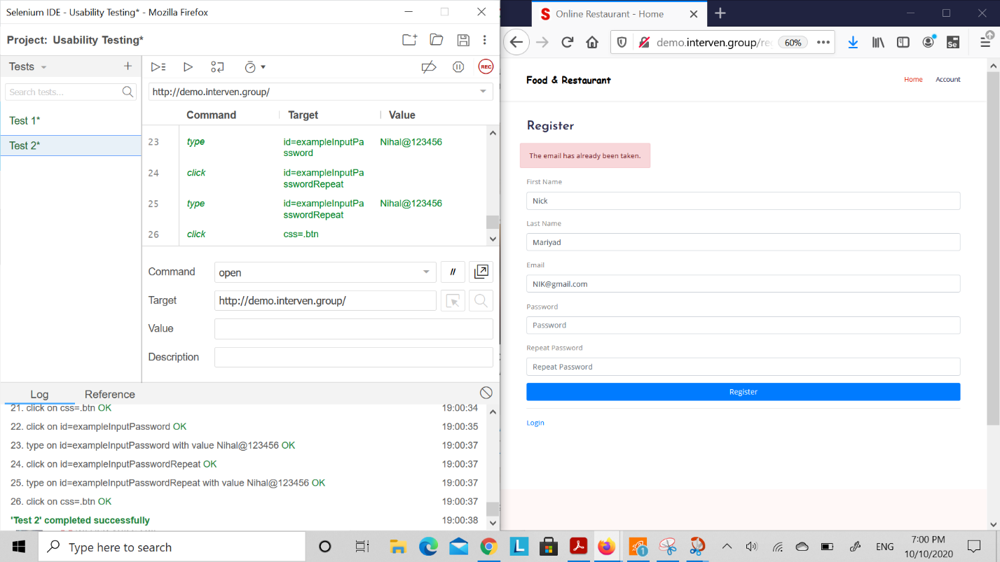 Selenium IDE - Usability Testing* - Mozilla Firefox
Project: Usability Testing*
Tests
Search tests...
Test 1*
Test 2*
REC
http://demo.interven.group/
Command Target Value
23 type id=exampleInputPa Nihal@123456
ssword
24 click id=exampleInputPa
sswordRepeat
25 type id=exampleInputPa Nihal@123456
sswordRepeat
26 click css=.btn
Command open //
Target http://demo.interven.group/
Value
Description
Log Reference
21. click on css=.btn OK 19:00:34
22. click on id=exampleInputPassword OK 19:00:35
23. type on id=exampleInputPassword with value Nihal@123456 OK 19:00:37
24. click on id=exampleInputPasswordRepeat OK 19:00:37
25. type on id=exampleInputPasswordRepeat with value Nihal@123456 OK 19:00:37
26. click on css=.btn OK 19:00:37
'Test 2' completed successfully 19:00:38
S Online Restaurant - Home
demo.interven.group/re 60% Se
Food & Restaurant Home Account
Register
The email has already been taken.
First Name
Nick
Last Name
Mariyad
Email
NIK@gmail.com
Password
Password
Repeat Password
Repeat Password
Register
Login
Type here to search L 1 ENG 7:00 PM
10/10/2020